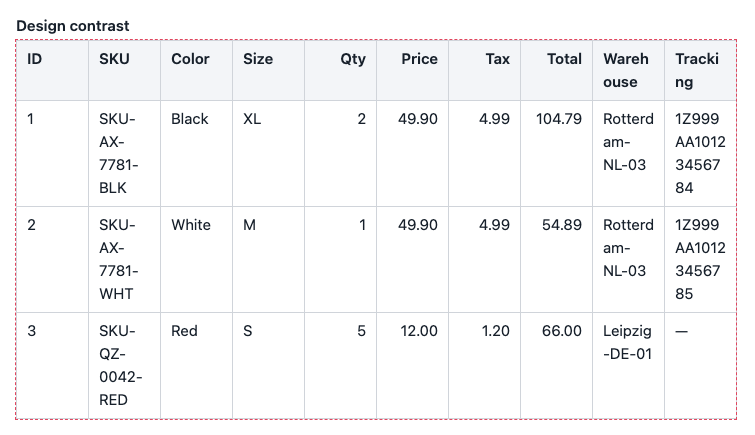 Design contrast
ID SKU Color Size Qty Price Tax Total Wareh Tracki
ouse ng
1 SKU- Black XL 2 49.90 4.99 104.79 Rotterd 1Z999
AX- am- AA1012
7781- NL-03 34567
BLK 84
2 SKU- White M 1 49.90 4.99 54.89 Rotterd 1Z999
AX- am- AA1012
7781- NL-03 34567
WHT 85
3 SKU- Red S 5 12.00 1.20 66.00 Leipzig —
QZ- -DE-01
0042-
RED